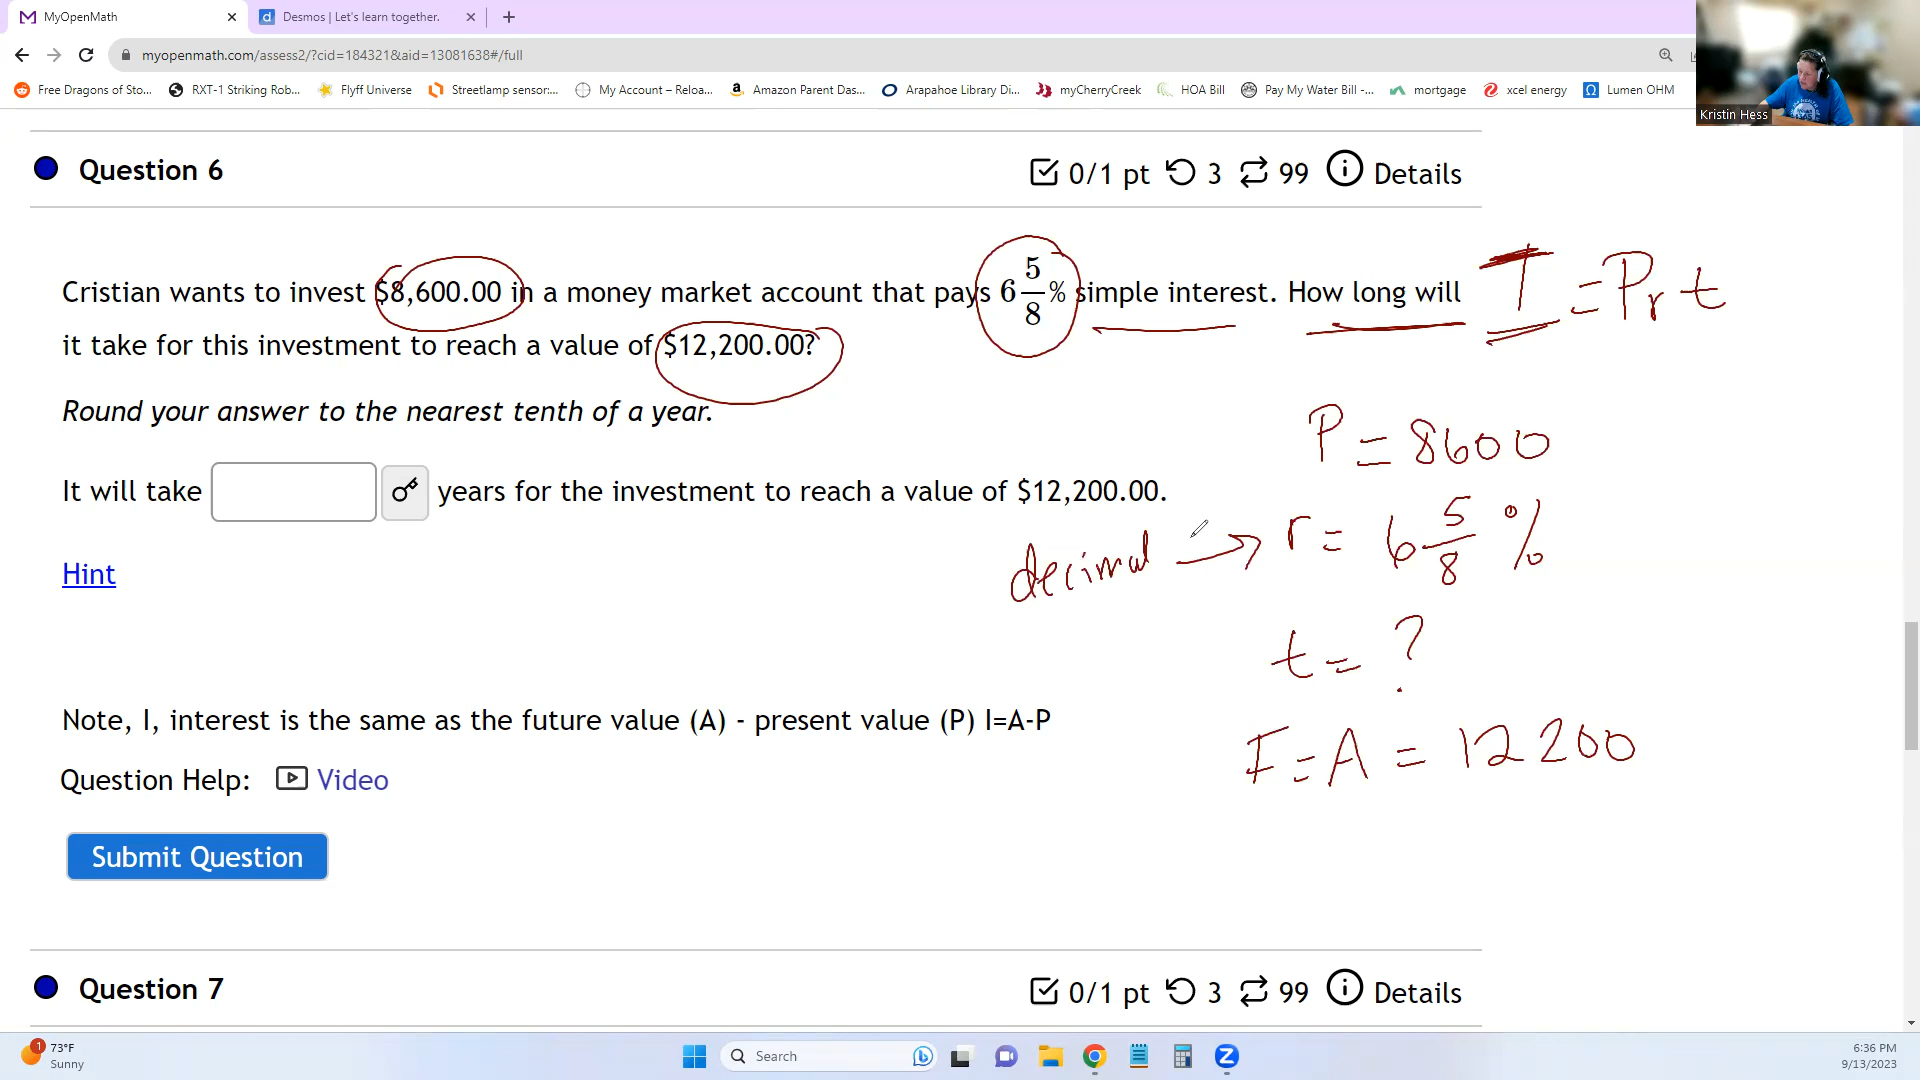 MyOpenMath
Desmos | Let's learn together.
myopenmath.com/assess2/?cid=184321&aid=13081638#/full
Free Dragons of Sto...
RXT-1 Striking Rob...
Flyff Universe
Streetlamp sensor:...
My Account – Reloa...
Amazon Parent Das...
Arapahoe Library Di...
myCherryCreek
HOA Bill
Pay My Water Bill -...
mortgage
xcel energy
Lumen OHM
Kristin Hess
Question 6
0/1 pt 3 99 Details
Cristian wants to invest $8,600.00 in a money market account that pays 6 5/8 % simple interest. How long will
it take for this investment to reach a value of $12,200.00?
I = Prt
Round your answer to the nearest tenth of a year.
P = 8600
It will take years for the investment to reach a value of $12,200.00.
decimal → r = 6 5/8 %
Hint
t = ?
Note, I, interest is the same as the future value (A) - present value (P) I=A-P
F = A = 12200
Question Help: Video
Submit Question
Question 7
0/1 pt 3 99 Details
1
73°F
Sunny
Search
6:36 PM
9/13/2023